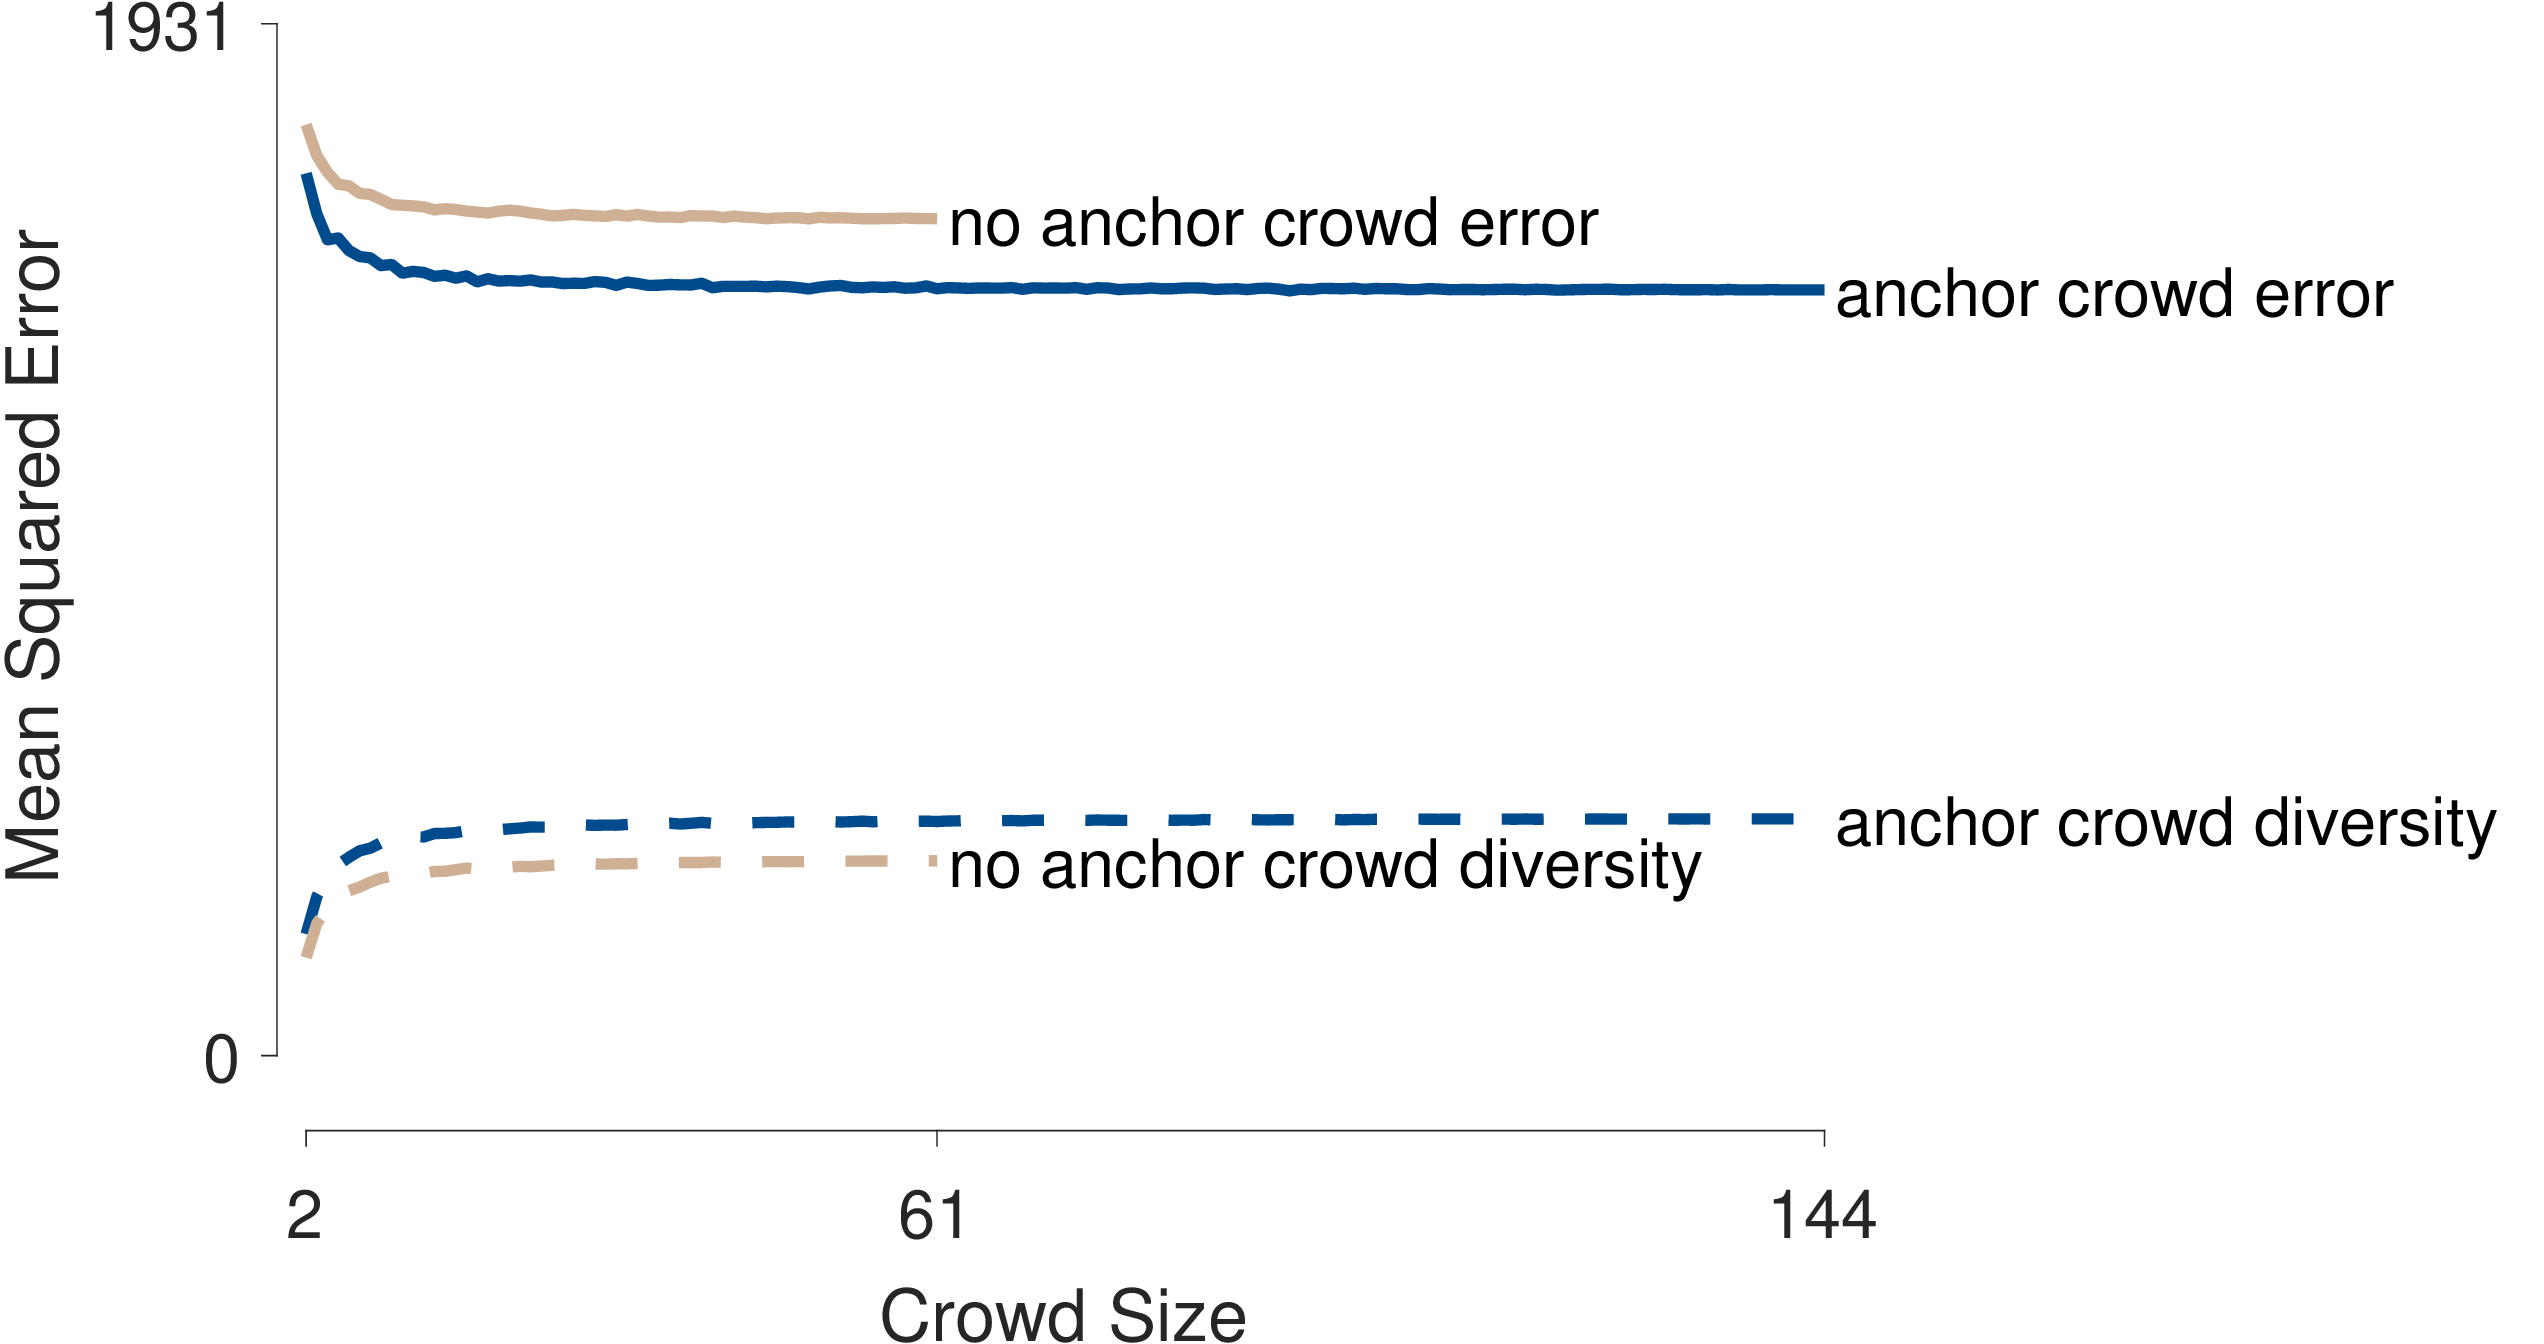 1931
no anchor crowd error
anchor crowd error
Mean Squared Error
anchor crowd diversity
no anchor crowd diversity
0
2
61
144
Crowd Size